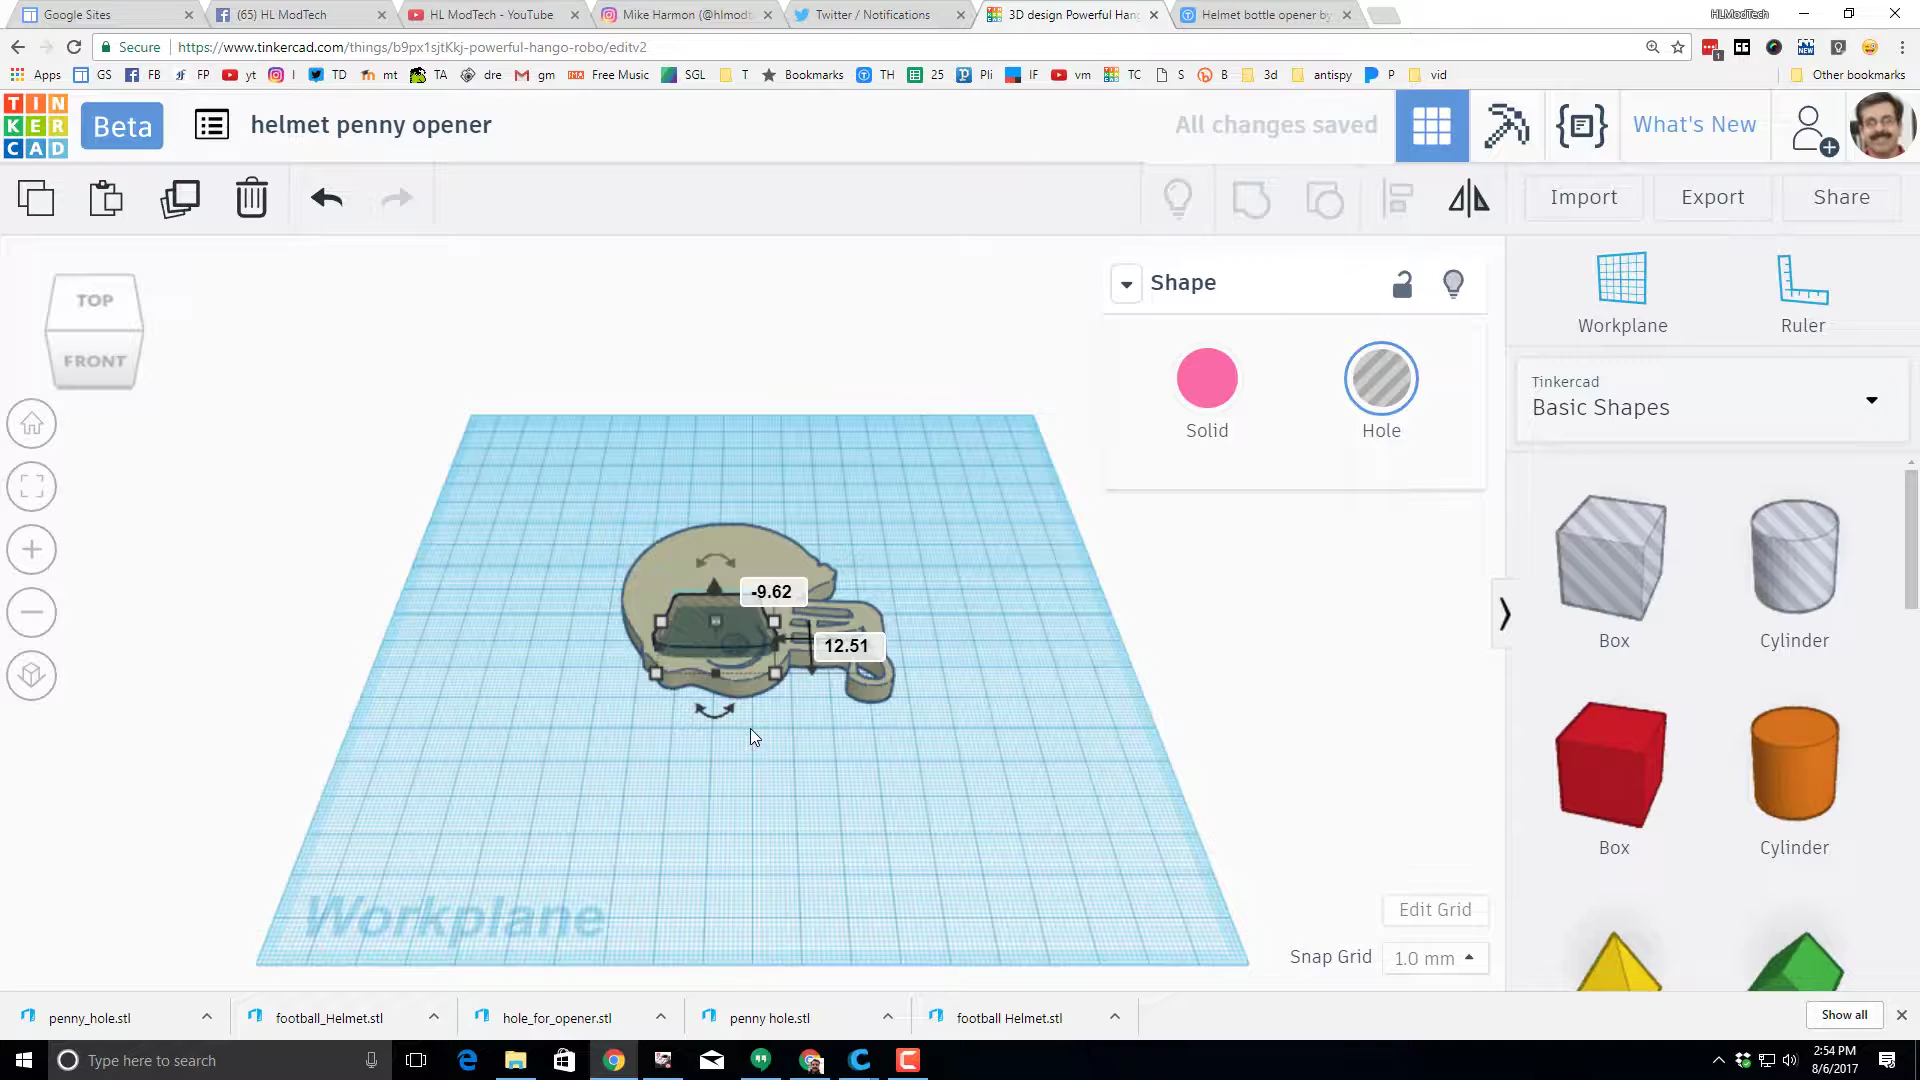 Google Sites
(65) HL ModTech
HL ModTech - YouTube
Mike Harmon (@hlmodt
Twitter / Notifications
3D design Powerful Hang
Helmet bottle opener by
HLModTech
Secure
https://www.tinkercad.com/things/b9px1sjtKkj-powerful-hango-robo/editv2
Apps
GS
FB
FP
yt
I
TD
mt
TA
dre
gm
Free Music
SGL
T
Bookmarks
TH
25
Pli
IF
vm
TC
S
B
3d
antispy
P
vid
Other bookmarks
TIN
KER
CAD
Beta
helmet penny opener
All changes saved
What's New
Import
Export
Share
TOP
FRONT
Shape
Solid
Hole
Workplane
Ruler
Tinkercad
Basic Shapes
-9.62
12.51
Box
Cylinder
Box
Cylinder
Workplane
Edit Grid
Snap Grid
1.0 mm
penny_hole.stl
football_Helmet.stl
hole_for_opener.stl
penny hole.stl
football Helmet.stl
Show all
Type here to search
2:54 PM
8/6/2017